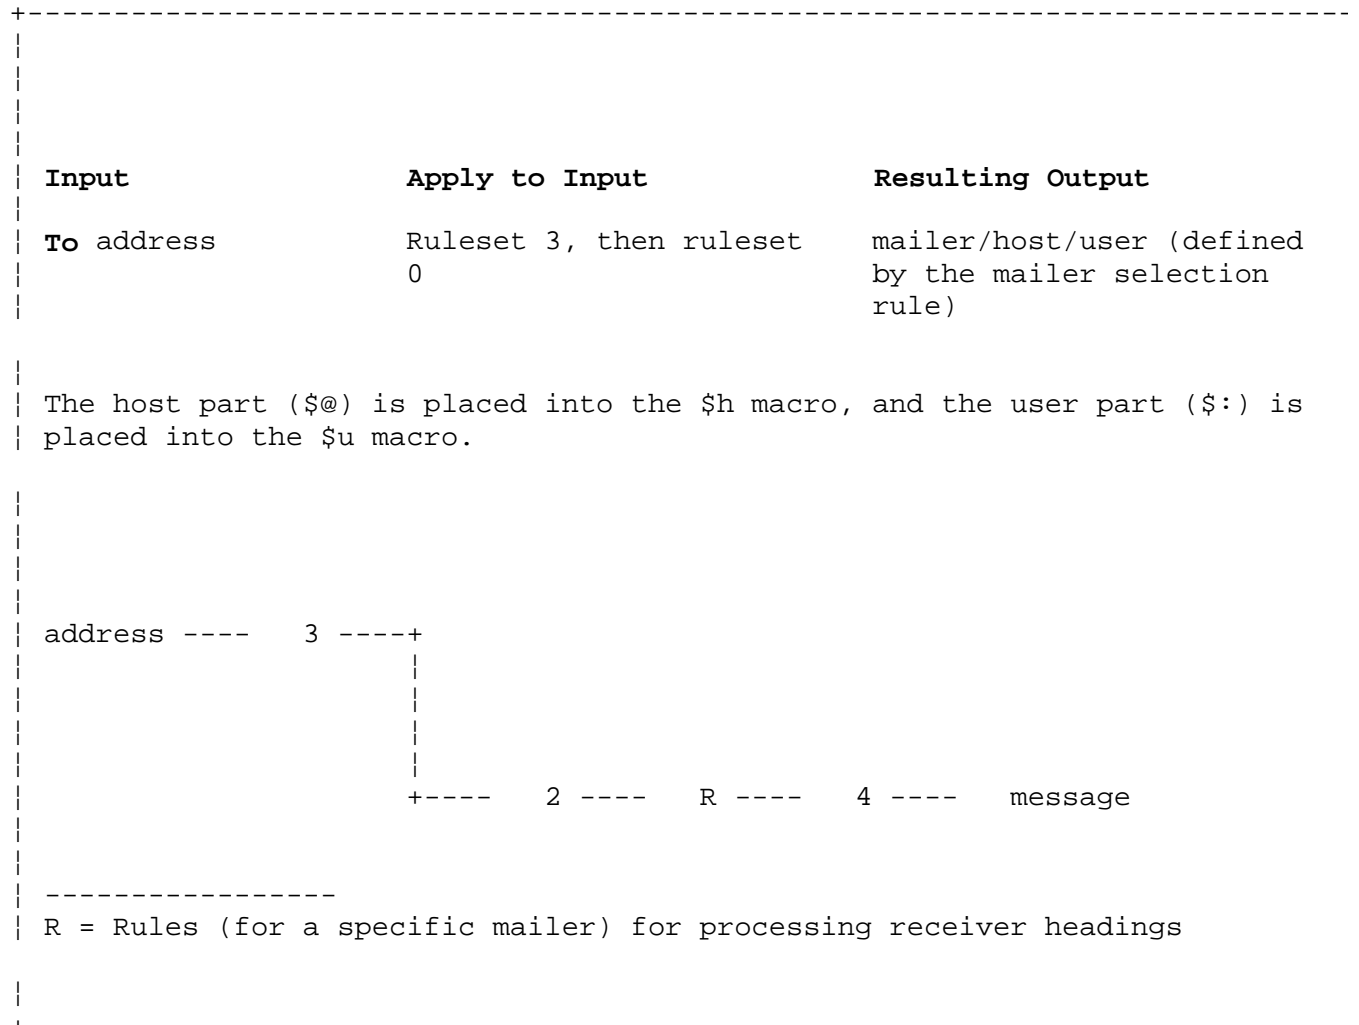 Input Apply to Input Resulting Output
To address Ruleset 3, then ruleset mailer/host/user (defined
0 by the mailer selection
rule)
The host part ($@) is placed into the $h macro, and the user part ($:) is
placed into the $u macro.
address ---- 3 ----+
+---- 2 ---- R ---- 4 ---- message
-----------------
R = Rules (for a specific mailer) for processing receiver headings